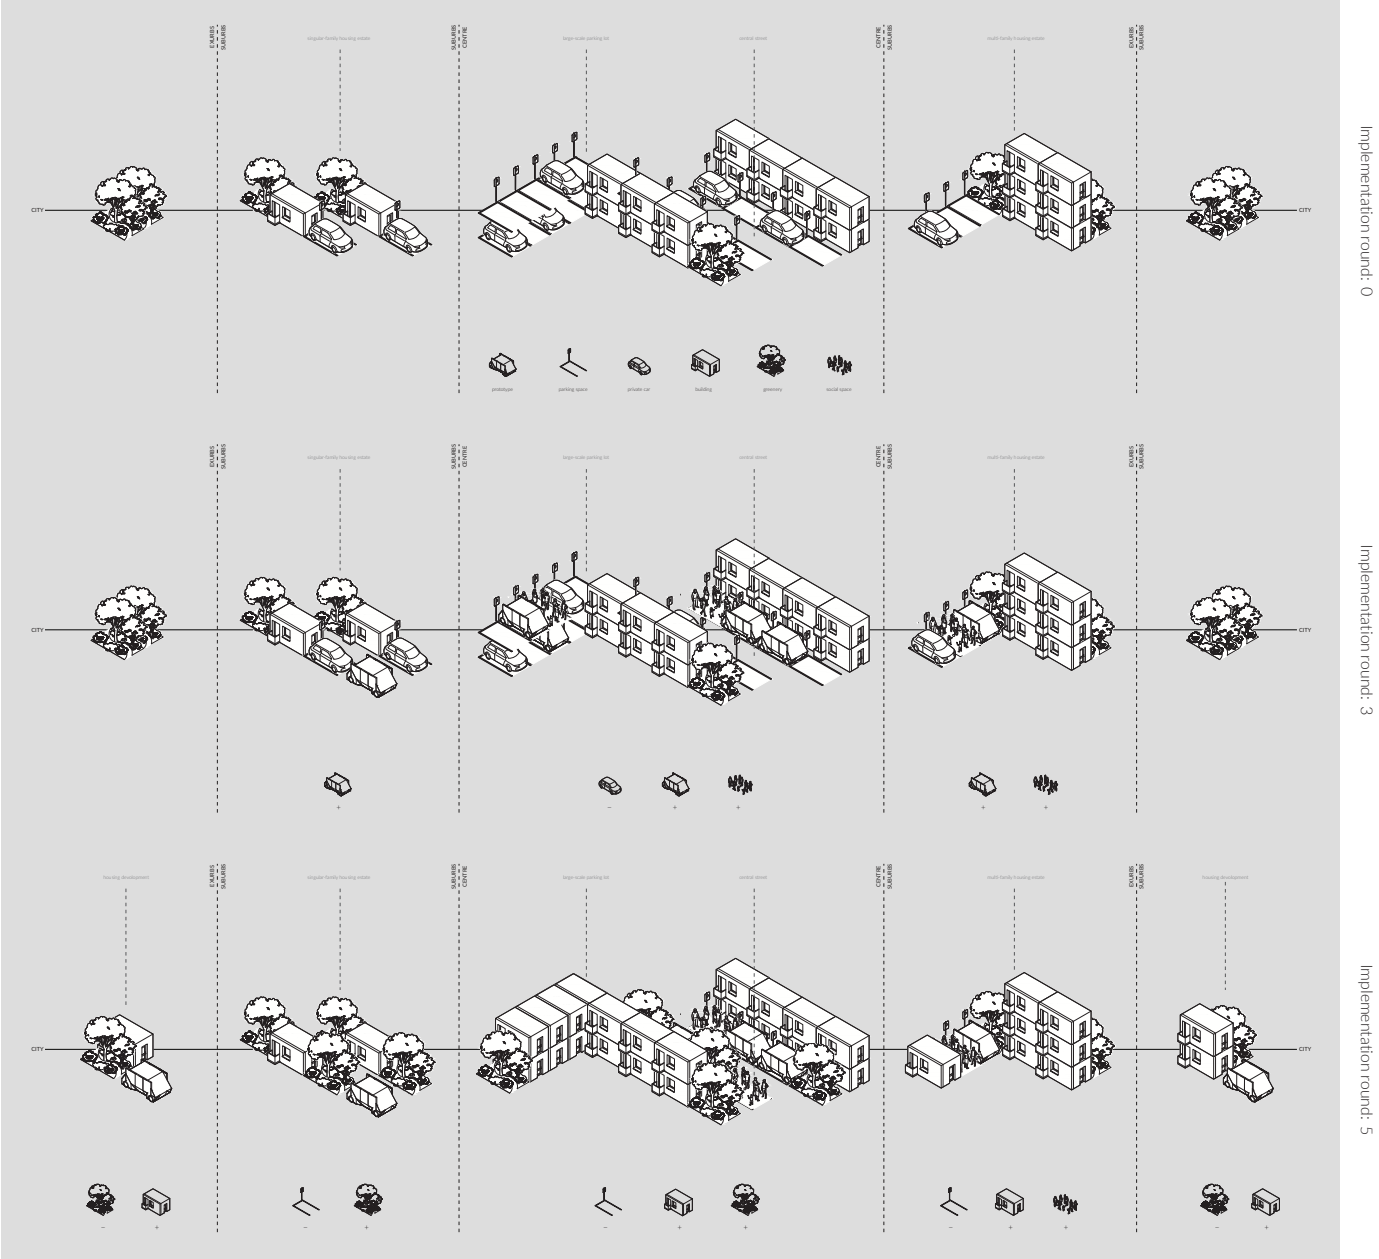 EXURBS
SUBURBS
singular family housing estate
SUBURBS
CENTRE
large-scale parking lot
central street
CENTRE
SUBURBS
multi family housing estate
EXURBS
SUBURBS
CITY
CITY
prototype
parking space
private car
building
greenery
social space
Implementation round: 0
EXURBS
SUBURBS
singular family housing estate
SUBURBS
CENTRE
large-scale parking lot
central street
CENTRE
SUBURBS
multi family housing estate
EXURBS
SUBURBS
CITY
CITY
+
–
+
+
+
+
Implementation round: 3
housing development
EXURBS
SUBURBS
singular family housing estate
SUBURBS
CENTRE
large-scale parking lot
central street
CENTRE
SUBURBS
multi family housing estate
EXURBS
SUBURBS
housing development
CITY
CITY
–
+
–
+
–
+
+
–
+
+
–
+
Implementation round: 5